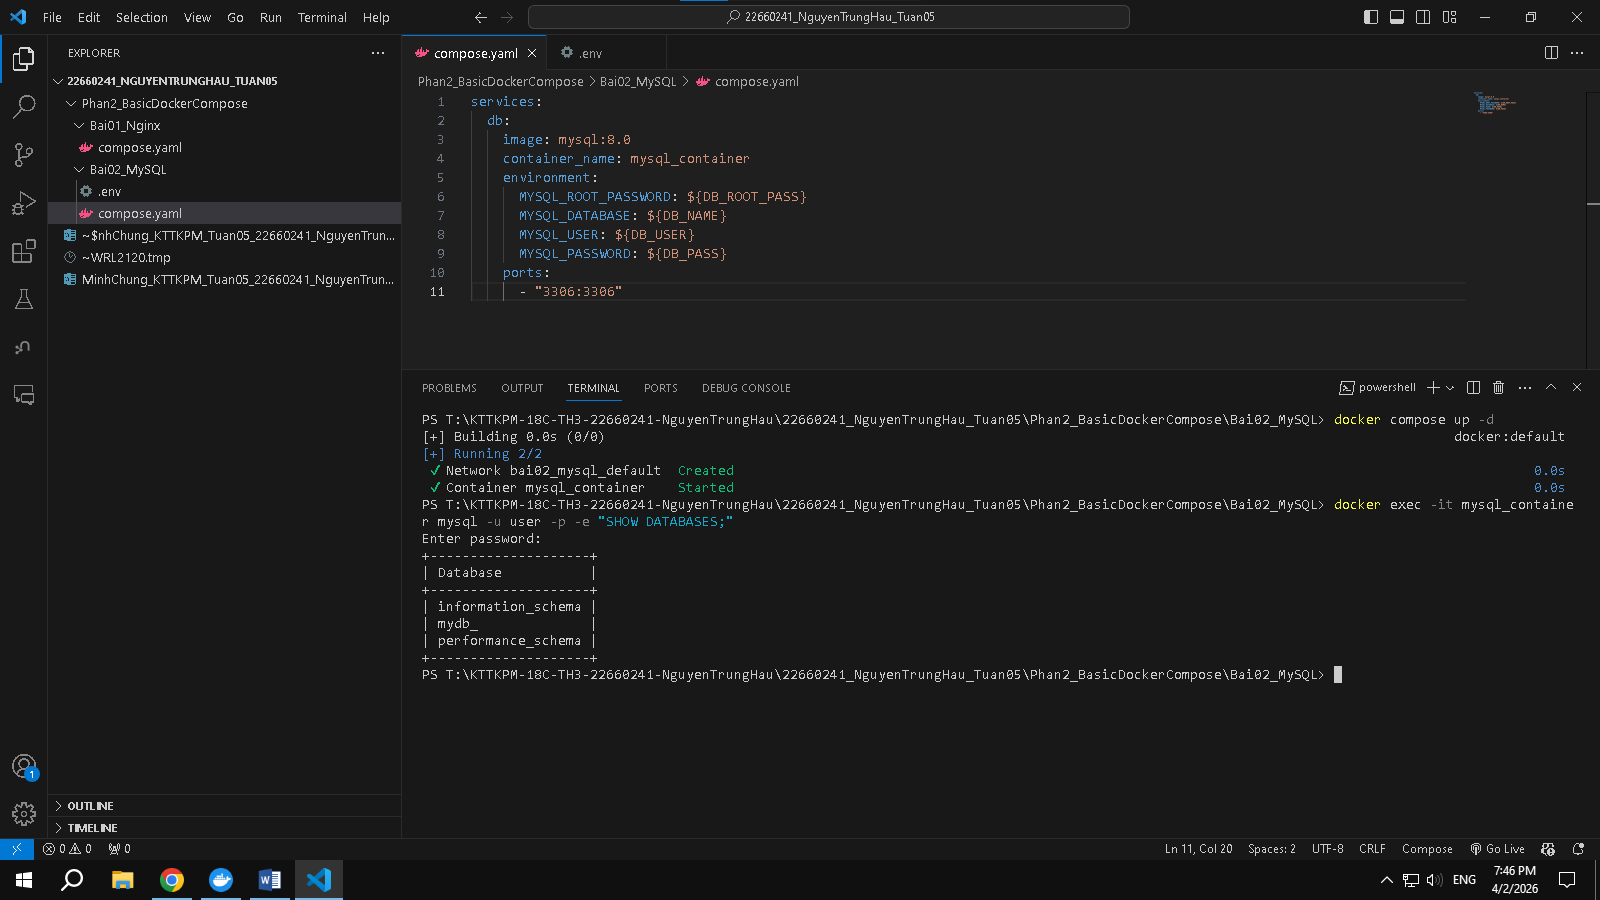 File Edit Selection View Go Run Terminal Help
22660241_NguyenTrungHau_Tuan05
EXPLORER
22660241_NGUYENTRUNGHAU_TUAN05
Phan2_BasicDockerCompose
Bai01_Nginx
compose.yaml
Bai02_MySQL
.env
compose.yaml
~$nhChung_KTTKPM_Tuan05_22660241_NguyenTrun...
~WRL2120.tmp
MinhChung_KTTKPM_Tuan05_22660241_NguyenTrun...
OUTLINE
TIMELINE
compose.yaml
.env
Phan2_BasicDockerCompose > Bai02_MySQL > compose.yaml
1 services:
2 db:
3 image: mysql:8.0
4 container_name: mysql_container
5 environment:
6 MYSQL_ROOT_PASSWORD: ${DB_ROOT_PASS}
7 MYSQL_DATABASE: ${DB_NAME}
8 MYSQL_USER: ${DB_USER}
9 MYSQL_PASSWORD: ${DB_PASS}
10 ports:
11 - "3306:3306"
PROBLEMS OUTPUT TERMINAL PORTS DEBUG CONSOLE
powershell
PS T:\KTTKPM-18C-TH3-22660241-NguyenTrungHau\22660241_NguyenTrungHau_Tuan05\Phan2_BasicDockerCompose\Bai02_MySQL> docker compose up -d
[+] Building 0.0s (0/0) docker:default
[+] Running 2/2
✓ Network bai02_mysql_default Created 0.0s
✓ Container mysql_container Started 0.0s
PS T:\KTTKPM-18C-TH3-22660241-NguyenTrungHau\22660241_NguyenTrungHau_Tuan05\Phan2_BasicDockerCompose\Bai02_MySQL> docker exec -it mysql_containe
r mysql -u user -p -e "SHOW DATABASES;"
Enter password:
+--------------------+
| Database |
+--------------------+
| information_schema |
| mydb_ |
| performance_schema |
+--------------------+
PS T:\KTTKPM-18C-TH3-22660241-NguyenTrungHau\22660241_NguyenTrungHau_Tuan05\Phan2_BasicDockerCompose\Bai02_MySQL>
1
0 0 0 Ln 11, Col 20 Spaces: 2 UTF-8 CRLF Compose Go Live
ENG
7:46 PM
4/2/2026